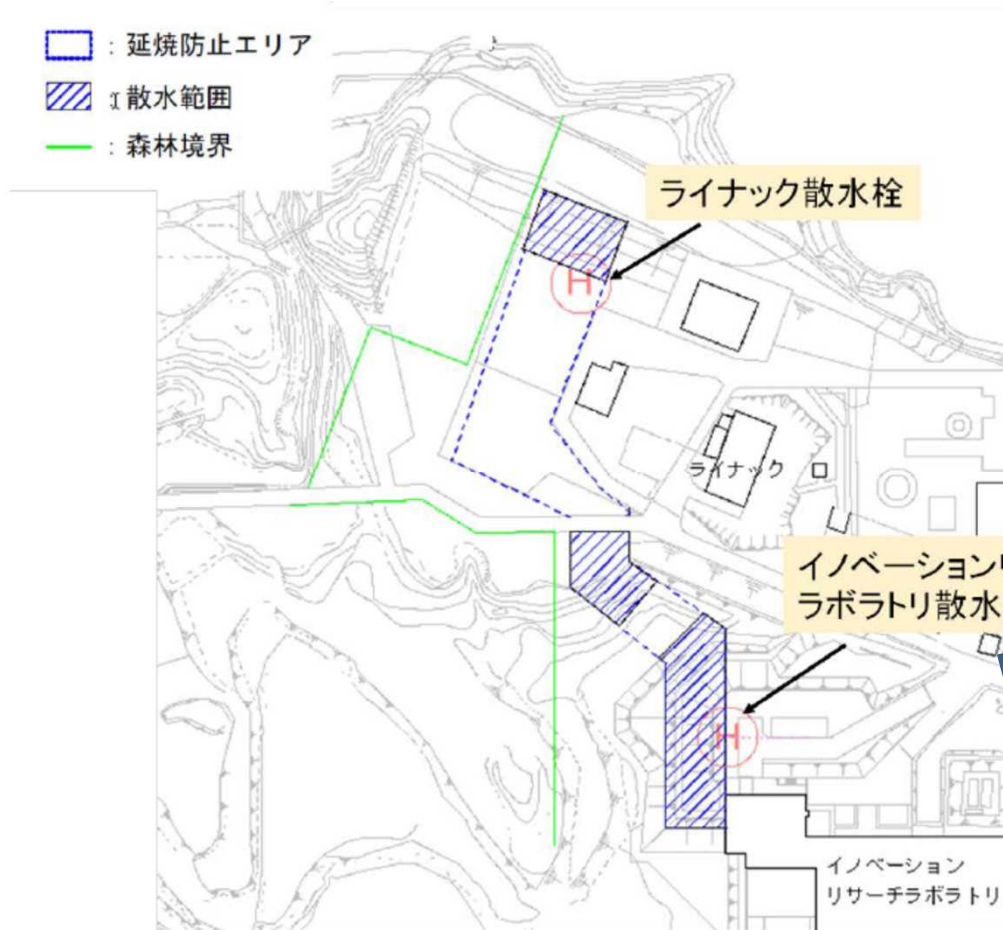 ：延焼防止エリア
：散水範囲
：森林境界
ライナック散水栓
H
ライナック
イノベーション
ラボラトリ散水
H
イノベーション
リサーチラボラトリ